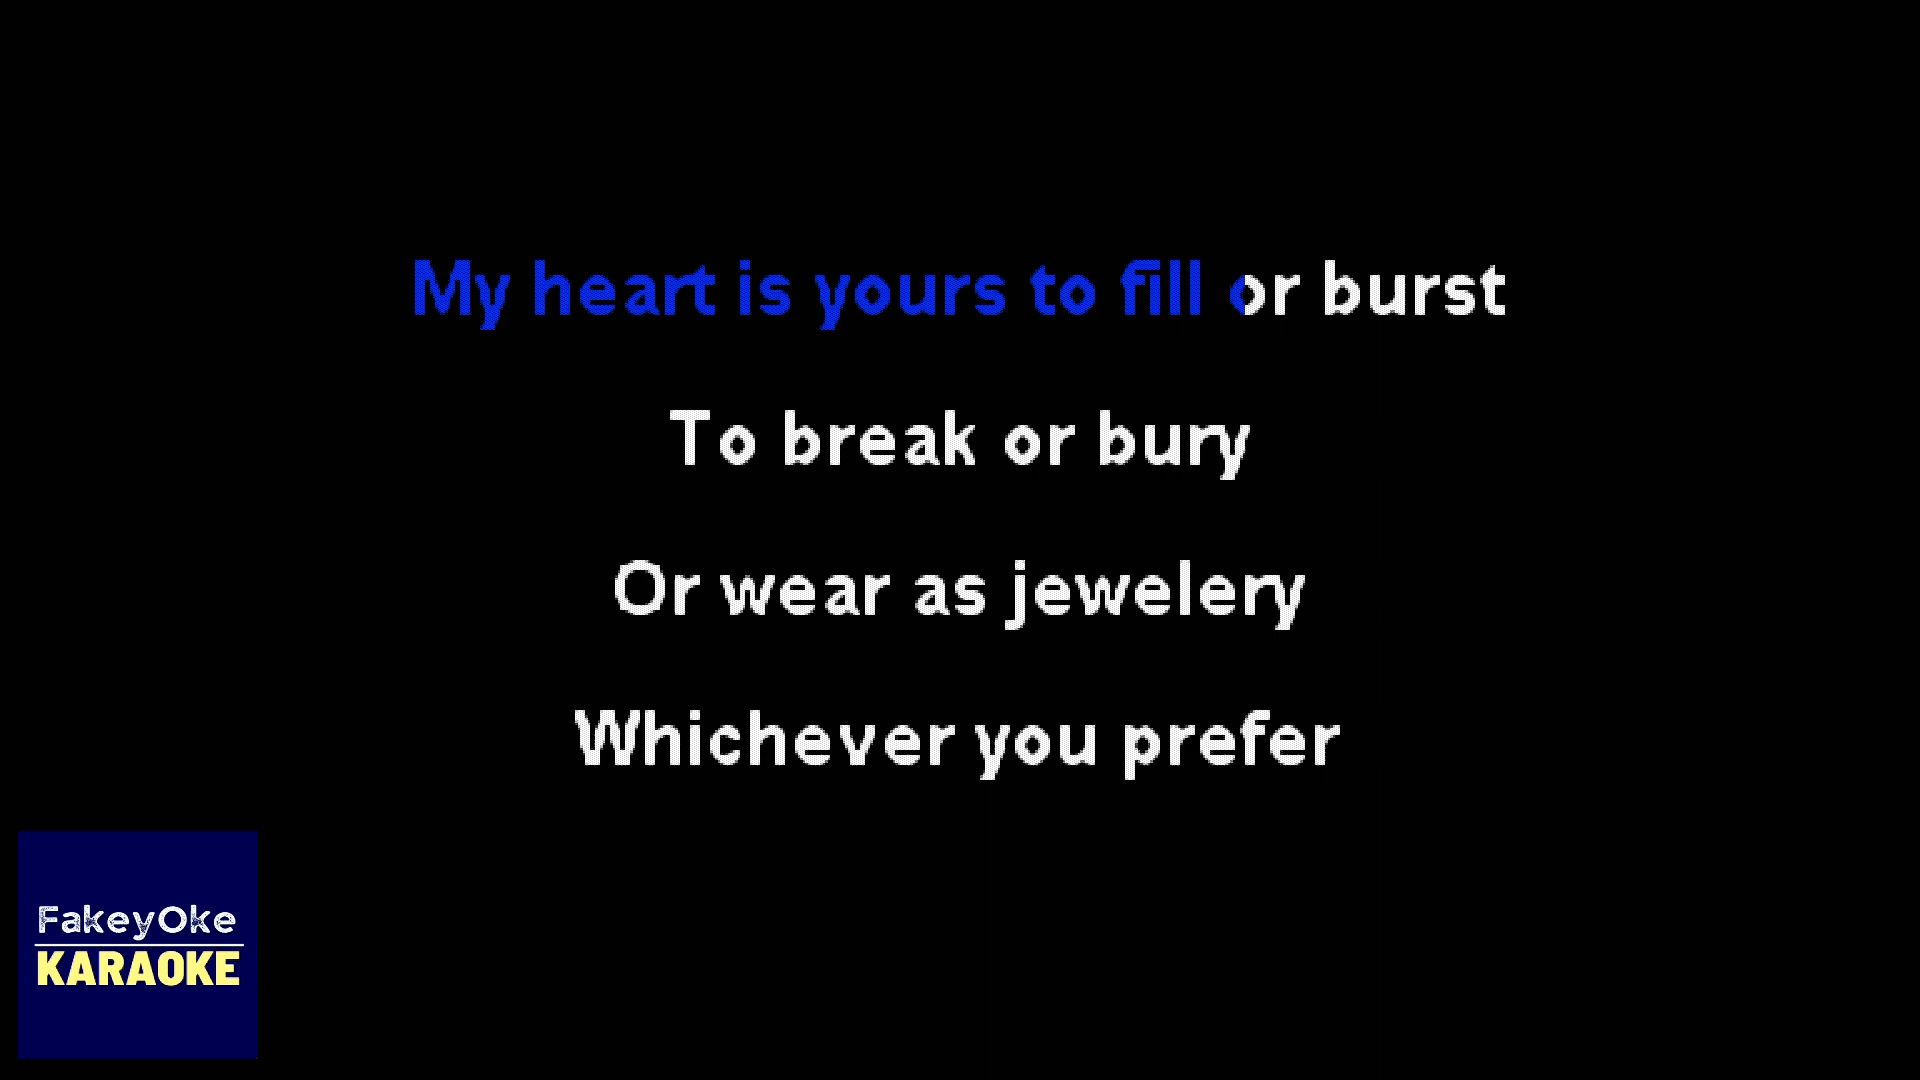 My heart is yours to fill or burst
To break or bury
Or wear as jewelery
Whichever you prefer
FakeyOke
KARAOKE